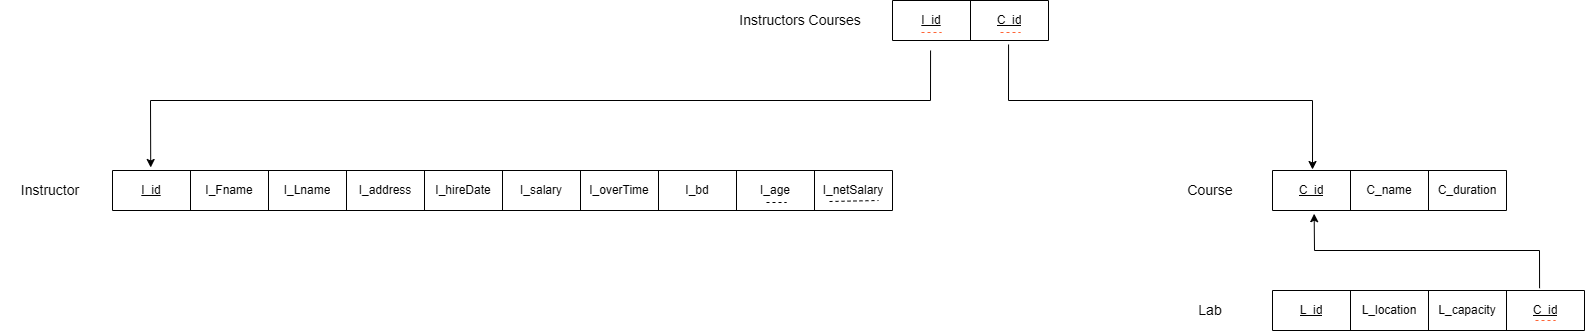 Instructors Courses I_id C_id
Instructor I_id I_Fname I_Lname I_address I_hireDate I_salary I_overTime I_bd I_age I_netSalary
Course C_id C_name C_duration
Lab L_id L_location L_capacity C_id